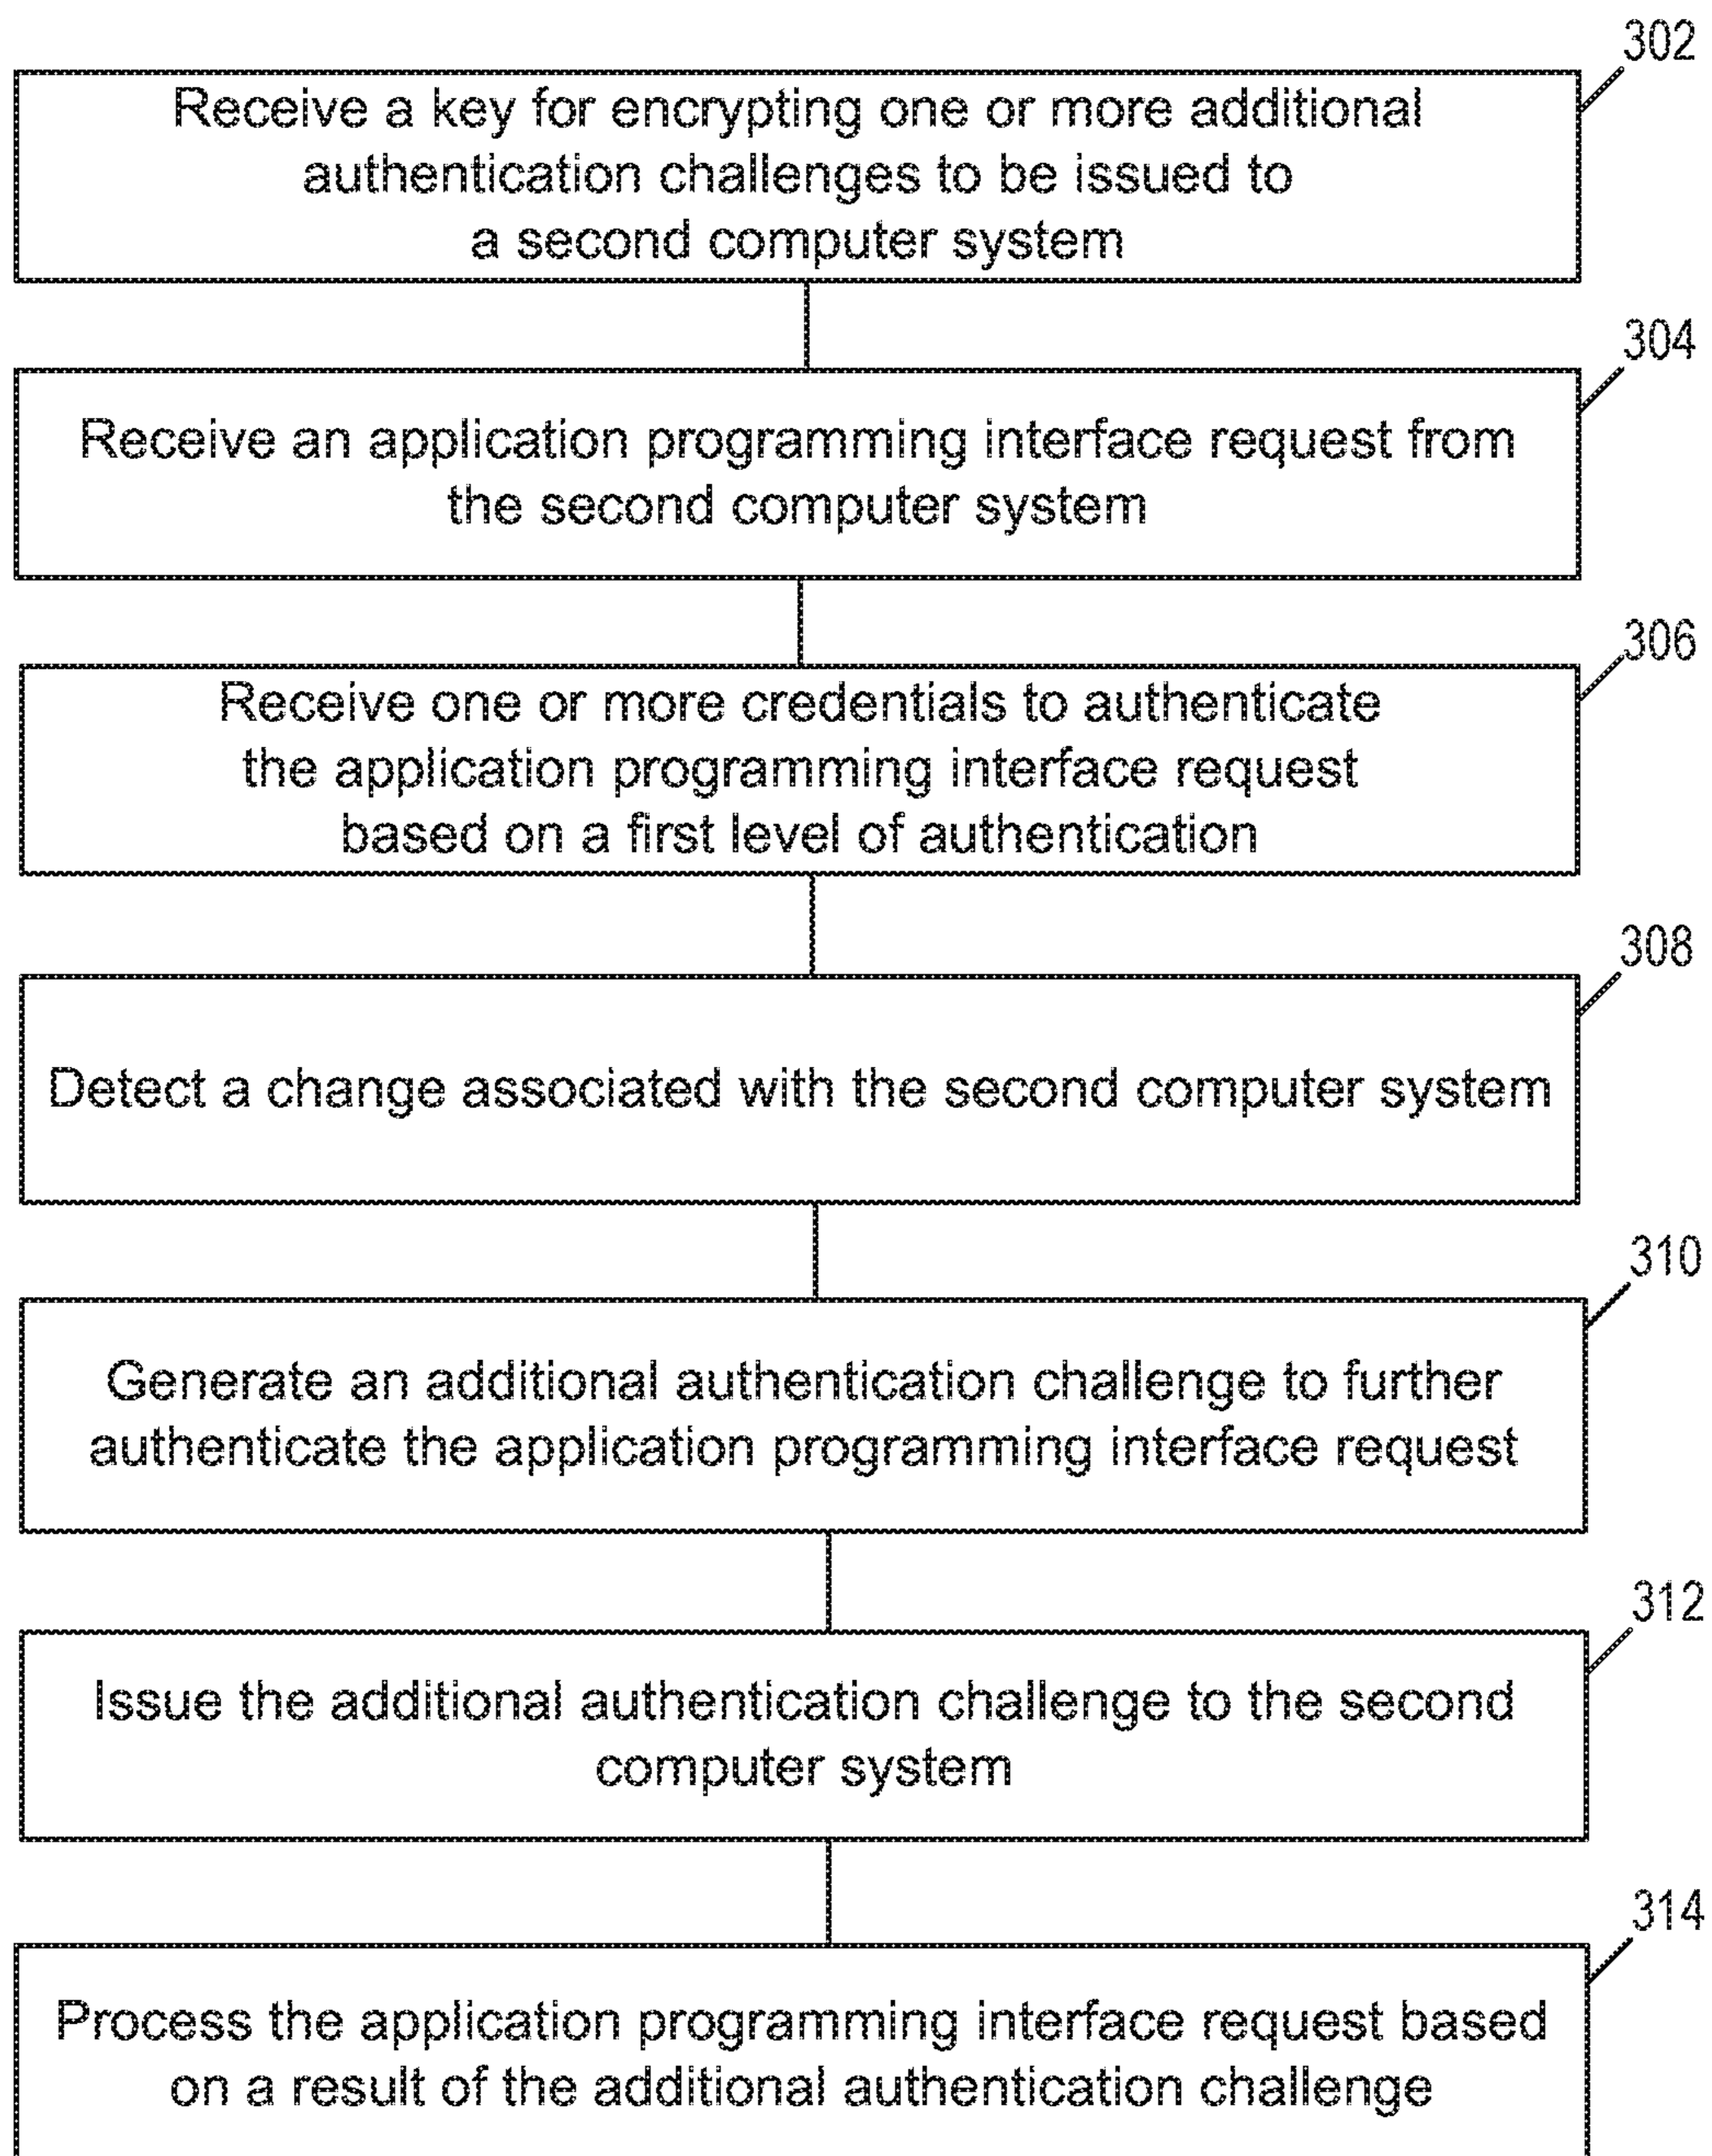 302
Receive a key for encrypting one or more additional
authentication challenges to be issued to
a second computer system
304
Receive an application programming interface request from
the second computer system
306
Receive one or more credentials to authenticate
the application programming interface request
based on a first level of authentication
308
Detect a change associated with the second computer system
310
Generate an additional authentication challenge to further
authenticate the application programming interface request
312
Issue the additional authentication challenge to the second
computer system
314
Process the application programming interface request based
on a result of the additional authentication challenge